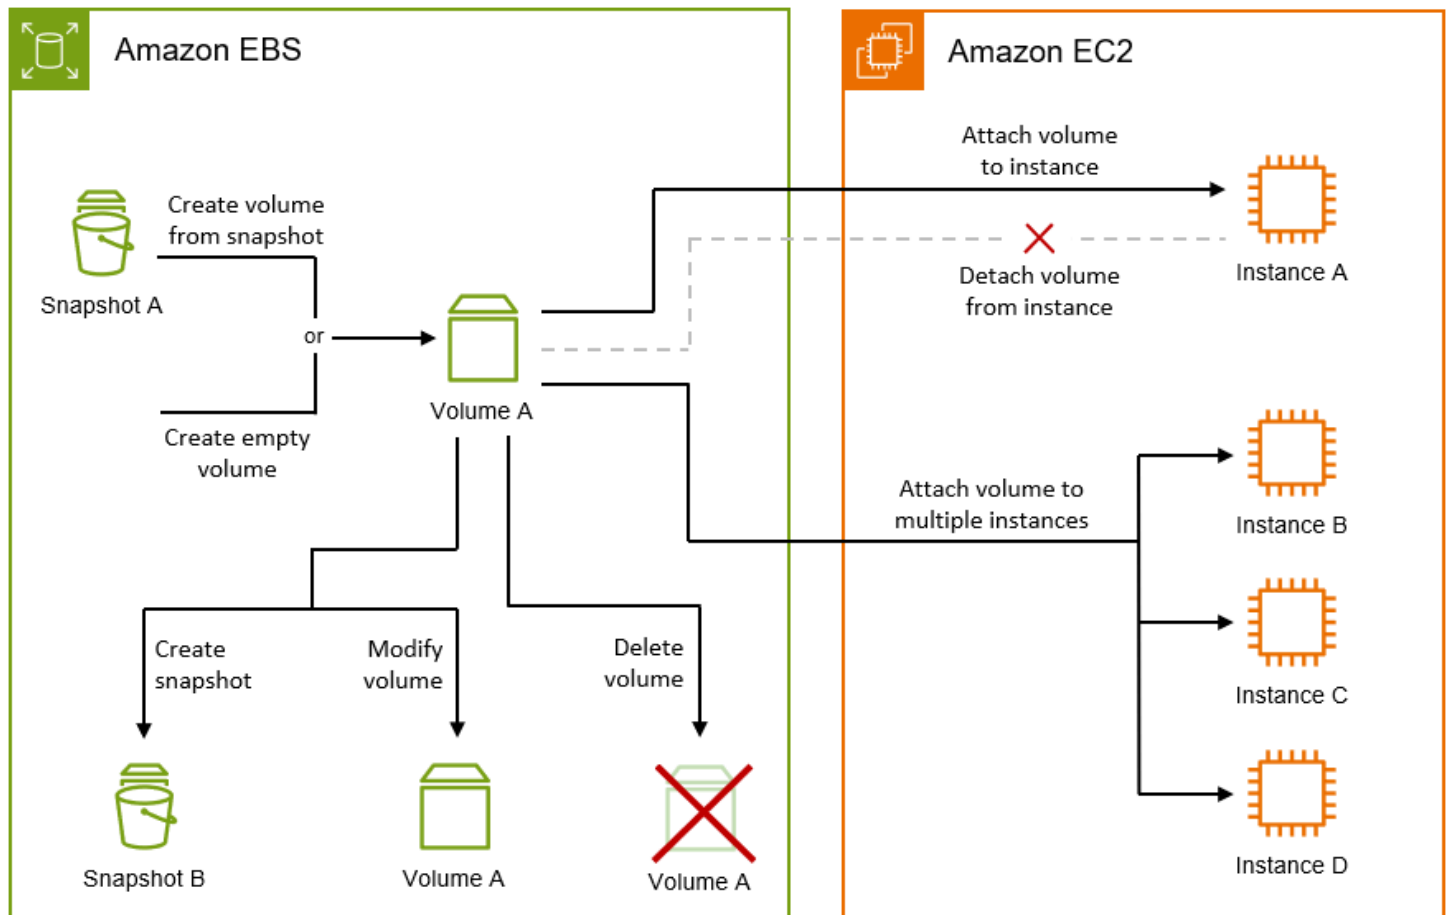 Amazon EBS
Create volume
from snapshot
Snapshot A
or
Create empty
volume
Volume A
Create
snapshot
Modify
volume
Delete
volume
Snapshot B
Volume A
Volume A
Amazon EC2
Attach volume
to instance
Detach volume
from instance
Instance A
Attach volume to
multiple instances
Instance B
Instance C
Instance D